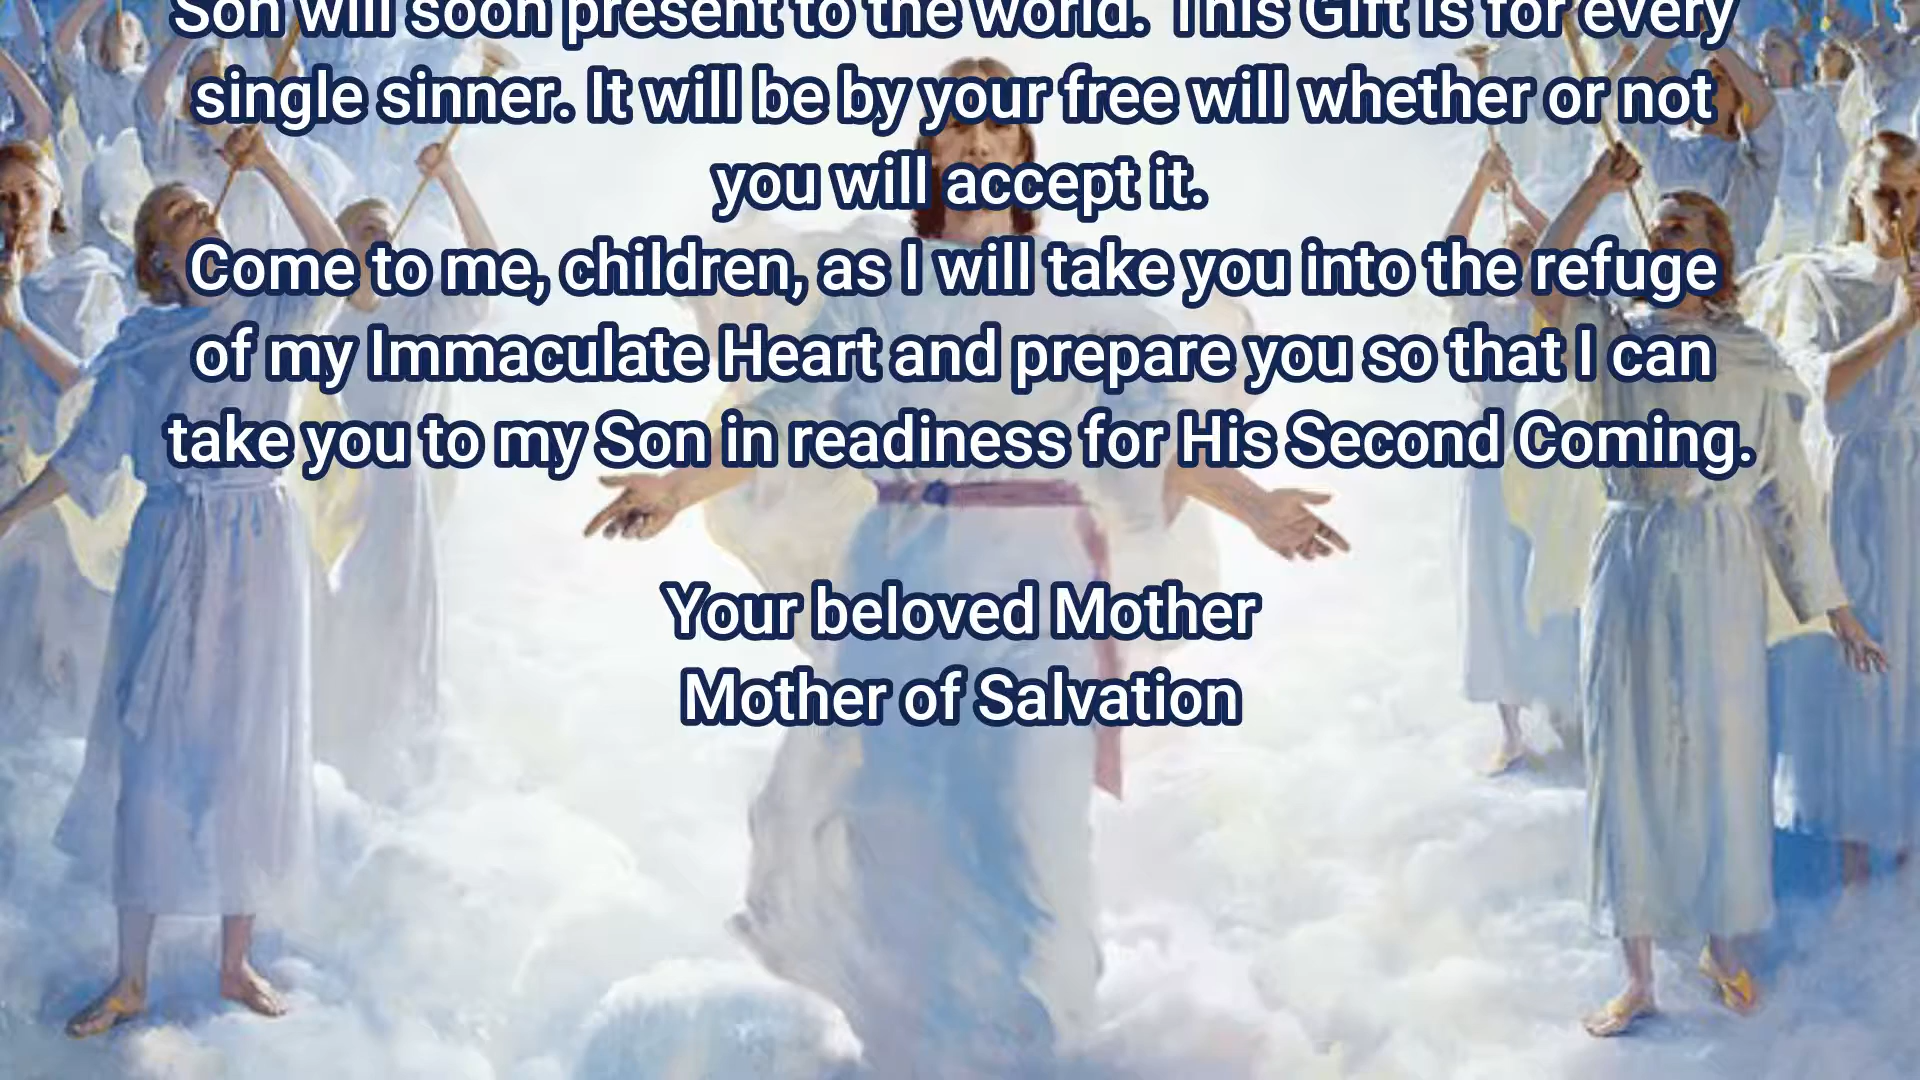 Son will soon present to the world. This Gift is for every
single sinner. It will be by your free will whether or not
you will accept it.
Come to me, children, as I will take you into the refuge
of my Immaculate Heart and prepare you so that I can
take you to my Son in readiness for His Second Coming.
Your beloved Mother
Mother of Salvation